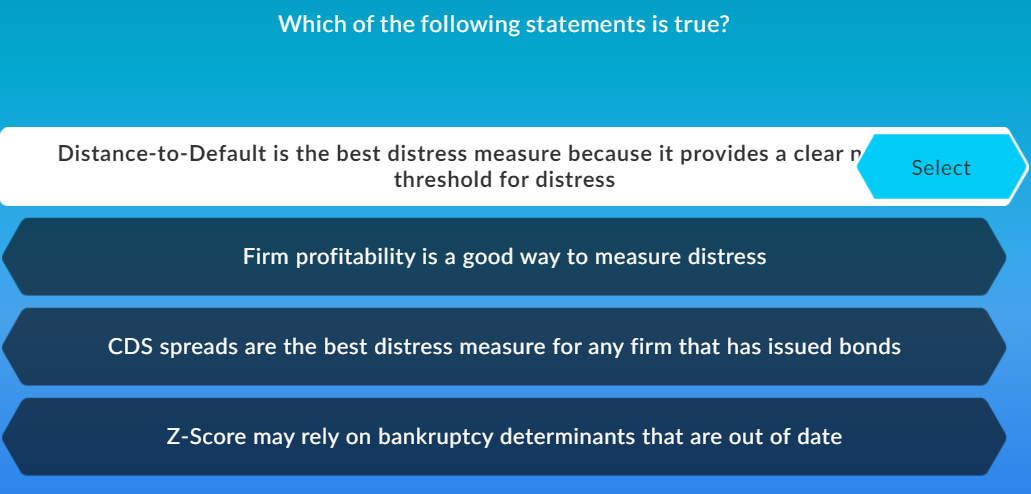 Which of the following statements is true?
Distance-to-Default is the best distress measure because it provides a clear
Select
threshold for distress
Firm profitability is a good way to measure distress
CDS spreads are the best distress measure for any firm that has issued bonds
Z-Score may rely on bankruptcy determinants that are out of date